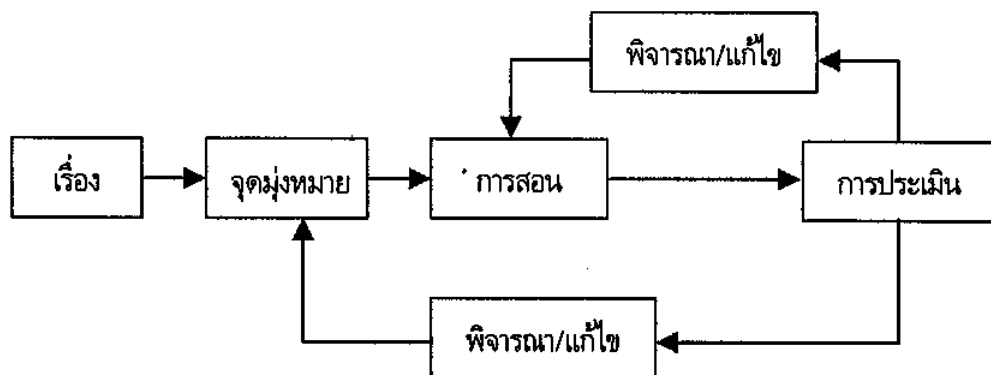 พิจารณา/แก้ไข
เรื่อง
จุดมุ่งหมาย
การสอน
การประเมิน
พิจารณา/แก้ไข